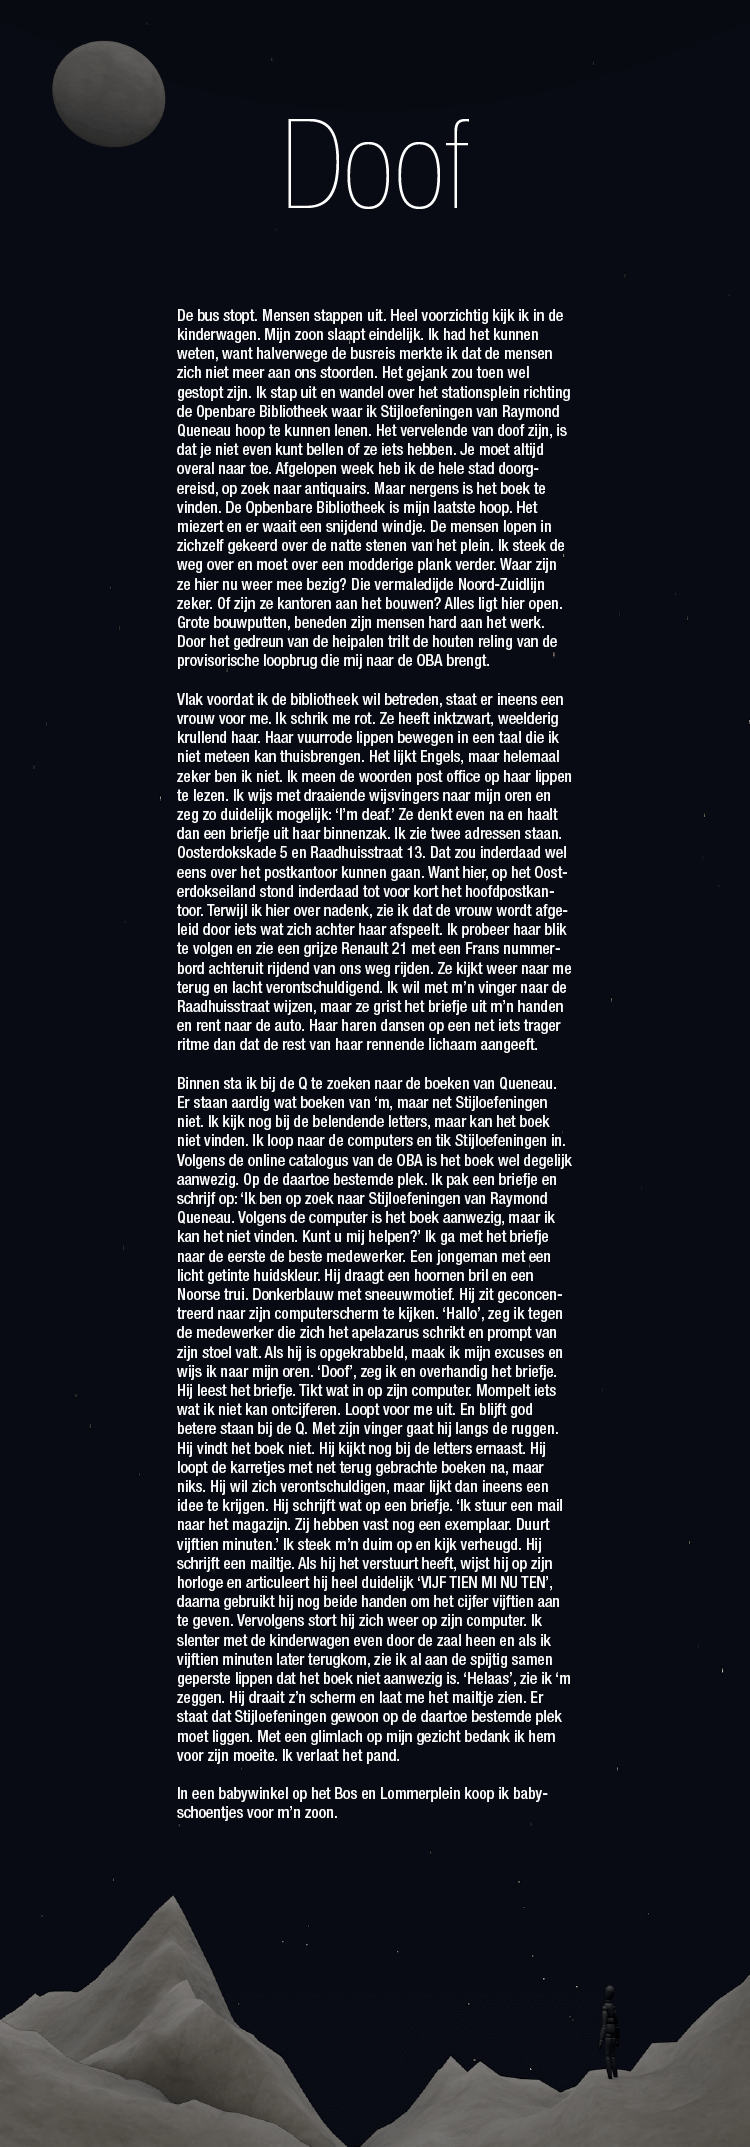 Doof
De bus stopt. Mensen stappen uit. Heel voorzichtig kijk ik in de
kinderwagen. Mijn zoon slaapt eindelijk. Ik had het kunnen
weten, want halverwege de busreis merkte ik dat de mensen
zich niet meer aan ons stoorden. Het gejank zou toen wel
gestopt zijn. Ik stap uit en wandel over het stationsplein richting
de Openbare Bibliotheek waar ik Stijloefeningen van Raymond
Queneau hoop te kunnen lenen. Het vervelende van doof zijn, is
dat je niet even kunt bellen of ze iets hebben. Je moet altijd
overal naar toe. Afgelopen week heb ik de hele stad doorg-
ereisd, op zoek naar antiquairs. Maar nergens is het boek te
vinden. De Opbenbare Bibliotheek is mijn laatste hoop. Het
miezert en er waait een snijdend windje. De mensen lopen in
zichzelf gekeerd over de natte stenen van het plein. Ik steek de
weg over en moet over een modderige plank verder. Waar zijn
ze hier nu weer mee bezig? Die vermaledijde Noord-Zuidlijn
zeker. Of zijn ze kantoren aan het bouwen? Alles ligt hier open.
Grote bouwputten, beneden zijn mensen hard aan het werk.
Door het gedreun van de heipalen trilt de houten reling van de
provisorische loopbrug die mij naar de OBA brengt.
Vlak voordat ik de bibliotheek wil betreden, staat er ineens een
vrouw voor me. Ik schrik me rot. Ze heeft inktzwart, weelderig
krullend haar. Haar vuurrode lippen bewegen in een taal die ik
niet meteen kan thuisbrengen. Het lijkt Engels, maar helemaal
zeker ben ik niet. Ik meen de woorden post office op haar lippen
te lezen. Ik wijs met draaiende wijsvingers naar mijn oren en
zeg zo duidelijk mogelijk: ‘I’m deaf.’ Ze denkt even na en haalt
dan een briefje uit haar binnenzak. Ik zie twee adressen staan.
Oosterdokskade 5 en Raadhuisstraat 13. Dat zou inderdaad wel
eens over het postkantoor kunnen gaan. Want hier, op het Oost-
erdokseiland stond inderdaad tot voor kort het hoofdpostkan-
toor. Terwijl ik hier over nadenk, zie ik dat de vrouw wordt afge-
leid door iets wat zich achter haar afspeelt. Ik probeer haar blik
te volgen en zie een grijze Renault 21 met een Frans nummer-
bord achteruit rijdend van ons weg rijden. Ze kijkt weer naar me
terug en lacht verontschuldigend. Ik wil met m’n vinger naar de
Raadhuisstraat wijzen, maar ze grist het briefje uit m’n handen
en rent naar de auto. Haar haren dansen op een net iets trager
ritme dan dat de rest van haar rennende lichaam aangeeft.
Binnen sta ik bij de Q te zoeken naar de boeken van Queneau.
Er staan aardig wat boeken van ‘m, maar net Stijloefeningen
niet. Ik kijk nog bij de belendende letters, maar kan het boek
niet vinden. Ik loop naar de computers en tik Stijloefeningen in.
Volgens de online catalogus van de OBA is het boek wel degelijk
aanwezig. Op de daartoe bestemde plek. Ik pak een briefje en
schrijf op: ‘Ik ben op zoek naar Stijloefeningen van Raymond
Queneau. Volgens de computer is het boek aanwezig, maar ik
kan het niet vinden. Kunt u mij helpen?’ Ik ga met het briefje
naar de eerste de beste medewerker. Een jongeman met een
licht getinte huidskleur. Hij draagt een hoornen bril en een
Noorse trui. Donkerblauw met sneeuwmotief. Hij zit geconcen-
treerd naar zijn computerscherm te kijken. ‘Hallo’, zeg ik tegen
de medewerker die zich het apelazarus schrikt en prompt van
zijn stoel valt. Als hij is opgekrabbeld, maak ik mijn excuses en
wijs ik naar mijn oren. ‘Doof’, zeg ik en overhandig het briefje.
Hij leest het briefje. Tikt wat in op zijn computer. Mompelt iets
wat ik niet kan ontcijferen. Loopt voor me uit. En blijft god
betere staan bij de Q. Met zijn vinger gaat hij langs de ruggen.
Hij vindt het boek niet. Hij kijkt nog bij de letters ernaast. Hij
loopt de karretjes met net terug gebrachte boeken na, maar
niks. Hij wil zich verontschuldigen, maar lijkt dan ineens een
idee te krijgen. Hij schrijft wat op een briefje. ‘Ik stuur een mail
naar het magazijn. Zij hebben vast nog een exemplaar. Duurt
vijftien minuten.’ Ik steek m’n duim op en kijk verheugd. Hij
schrijft een mailtje. Als hij het verstuurt heeft, wijst hij op zijn
horloge en articuleert hij heel duidelijk ‘VIJF TIEN MI NU TEN’,
daarna gebruikt hij nog beide handen om het cijfer vijftien aan
te geven. Vervolgens stort hij zich weer op zijn computer. Ik
slenter met de kinderwagen even door de zaal heen en als ik
vijftien minuten later terugkom, zie ik al aan de spijtig samen
geperste lippen dat het boek niet aanwezig is. ‘Helaas’, zie ik ‘m
zeggen. Hij draait z’n scherm en laat me het mailtje zien. Er
staat dat Stijloefeningen gewoon op de daartoe bestemde plek
moet liggen. Met een glimlach op mijn gezicht bedank ik hem
voor zijn moeite. Ik verlaat het pand.
In een babywinkel op het Bos en Lommerplein koop ik baby-
schoentjes voor m’n zoon.